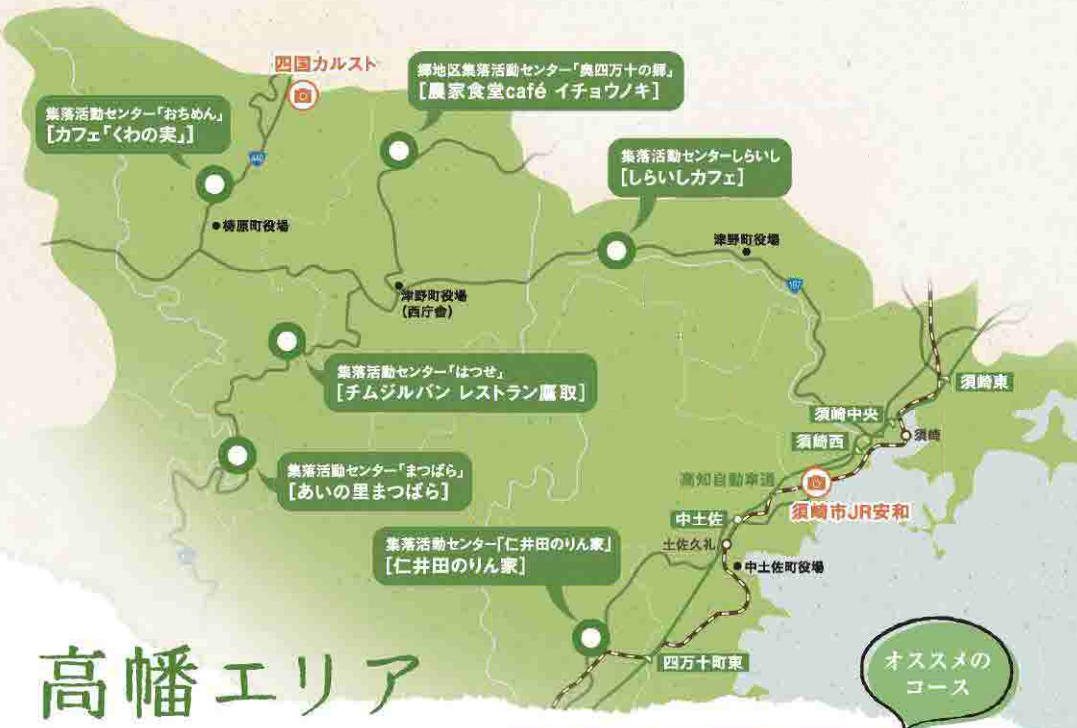 四国カルスト
郷地区集落活動センター「奥四万十の郷」
[農家食堂café イチョウノキ]
集落活動センター「おちめん」
[カフェ「くわの実」]
440
集落活動センターしらいし
[しらいしカフェ]
梼原町役場
津野町役場
197
津野町役場
(西庁舎)
集落活動センター「はつせ」
[チムジルバン レストラン鷹取]
須崎東
須崎中央
須崎西
須崎
集落活動センター「まつばら」
[あいの里まつばら]
高知自動車道
須崎市JR安和
中土佐
集落活動センター「仁井田のりん家」
[仁井田のりん家]
土佐久礼
中土佐町役場
四万十町東
高幡エリア
オススメの
コース